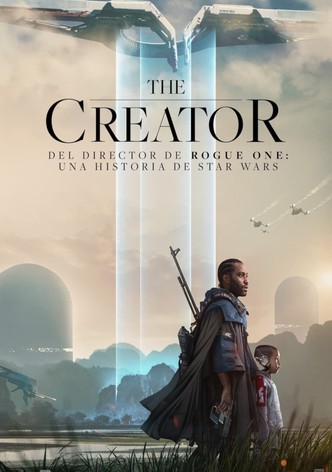 THE
CREATOR
DEL DIRECTOR DE ROGUE ONE:
UNA HISTORIA DE STAR WARS